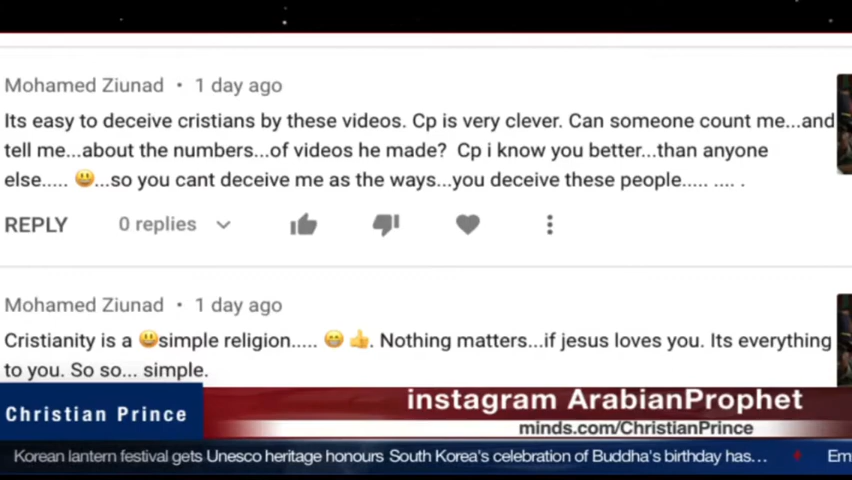 Mohamed Ziunad • 1 day ago
Its easy to deceive cristians by these videos. Cp is very clever. Can someone count me...and
tell me...about the numbers...of videos he made? Cp i know you better...than anyone
else..... 😃...so you cant deceive me as the ways...you deceive these people..... .... .
REPLY 0 replies
Mohamed Ziunad • 1 day ago
Cristianity is a 😃simple religion..... 😁 👍. Nothing matters...if jesus loves you. Its everything
to you. So so... simple.
Christian Prince
instagram ArabianProphet
minds.com/ChristianPrince
Korean lantern festival gets Unesco heritage honours South Korea's celebration of Buddha's birthday has... Em